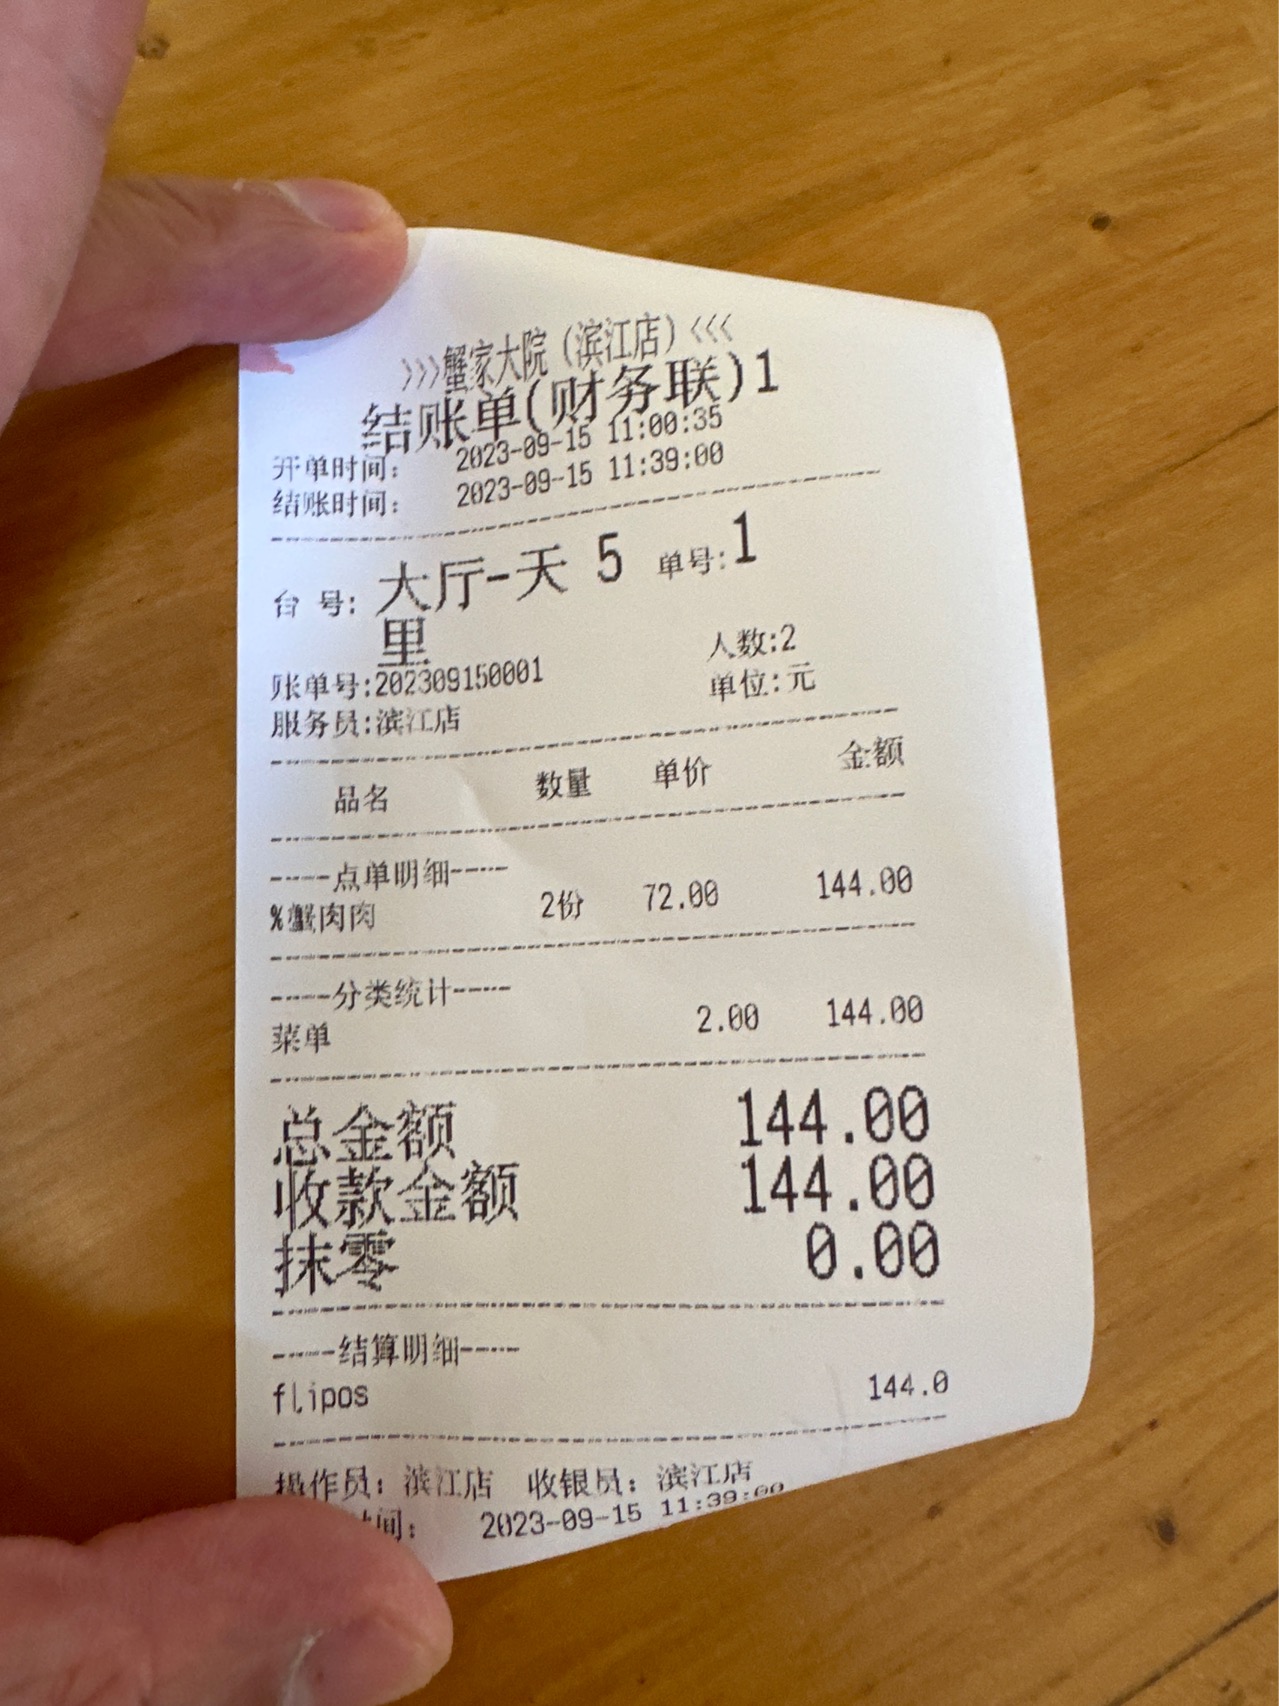 >>>蟹家大院（滨江店）<<<
结账单(财务联)1
开单时间： 2023-09-15 11:00:35
结账时间： 2023-09-15 11:39:00
台 号: 大厅-天 5 单号:1
里
人数:2
账单号:202309150001
单位:元
服务员:滨江店
品名 数量 单价 金额
-----点单明细-----
%蟹肉肉 2份 72.00 144.00
-----分类统计-----
菜单 2.00 144.00
总金额 144.00
收款金额 144.00
抹零 0.00
-----结算明细-----
flipos 144.0
操作员： 滨江店 收银员： 滨江店
间： 2023-09-15 11:39:00